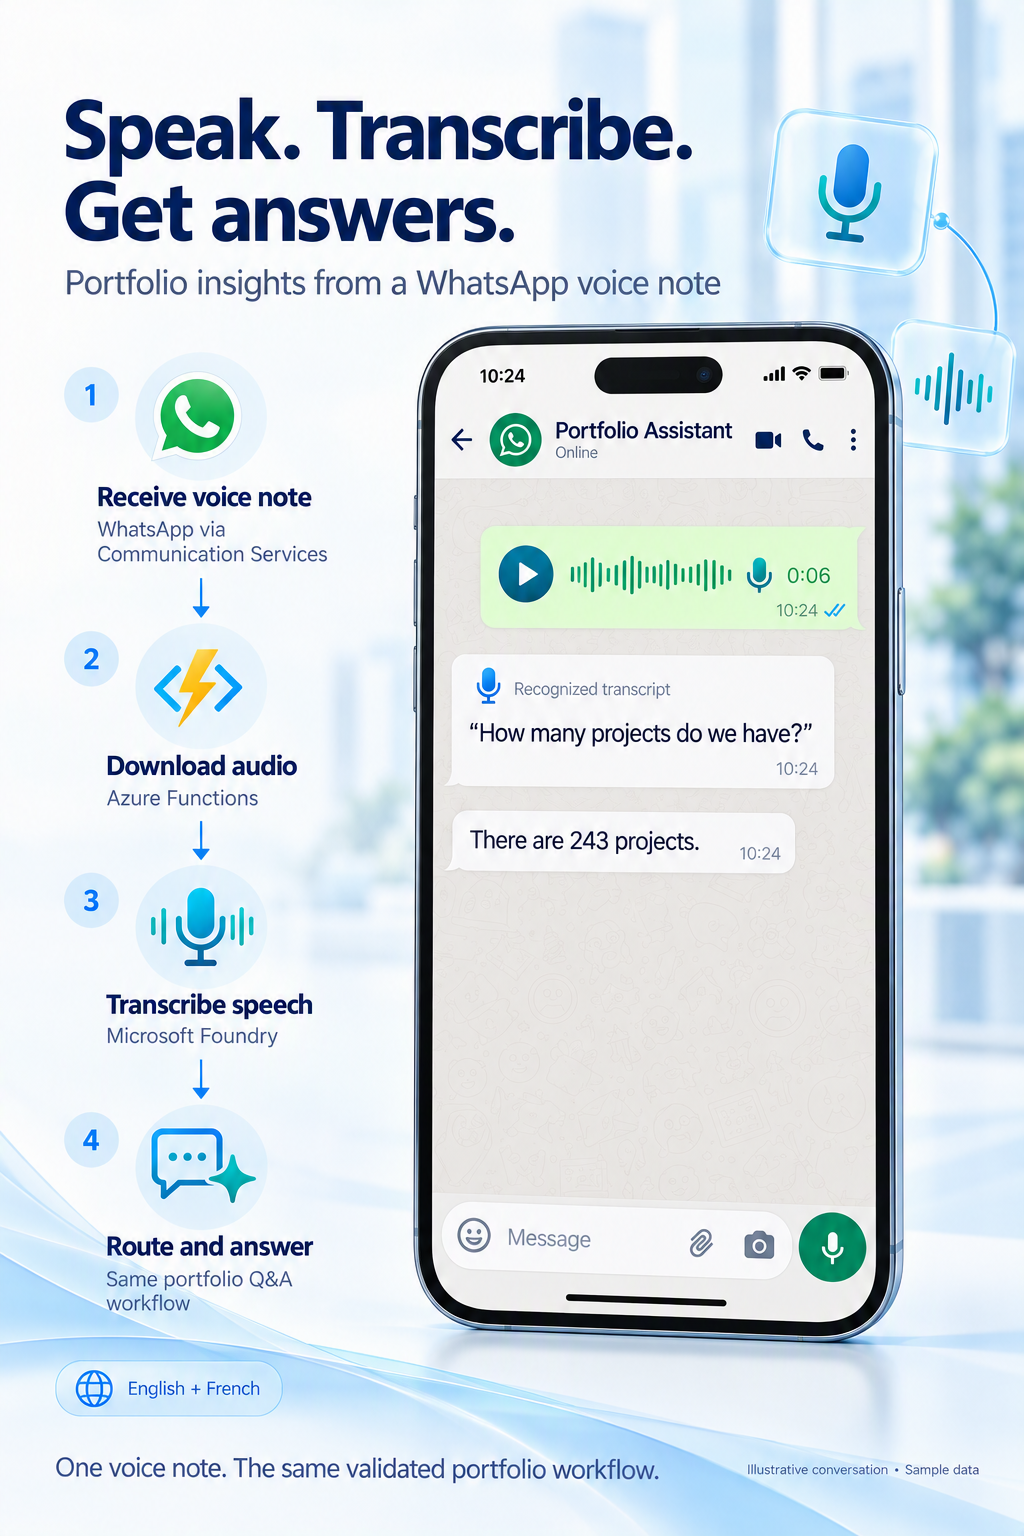 Speak. Transcribe.
Get answers.
Portfolio insights from a WhatsApp voice note
1
Receive voice note
WhatsApp via
Communication Services
2
Download audio
Azure Functions
3
Transcribe speech
Microsoft Foundry
4
Route and answer
Same portfolio Q&A
workflow
English + French
10:24
Portfolio Assistant
Online
0:06
10:24
Recognized transcript
“How many projects do we have?”
10:24
There are 243 projects.
10:24
Message
One voice note. The same validated portfolio workflow.
Illustrative conversation • Sample data